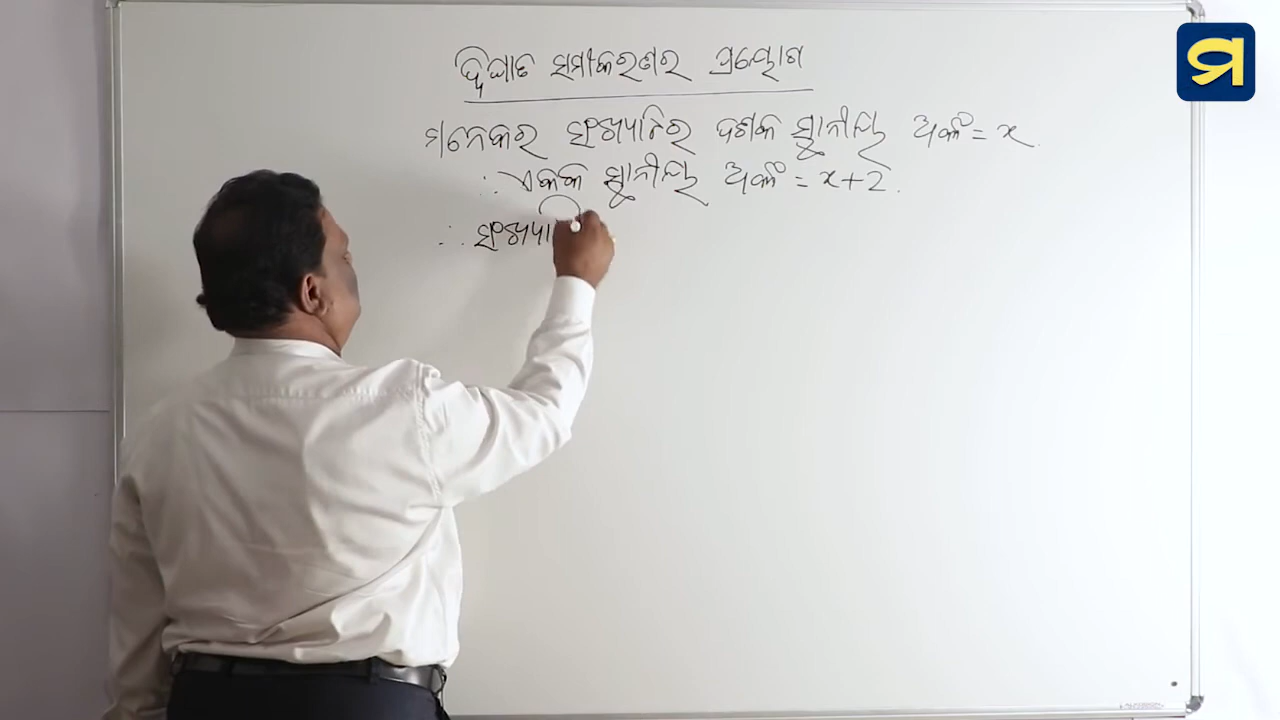 ଦ୍ୱିଘାତ ସମୀକରଣର ପ୍ରୟୋଗ
ମନେକର ସଂଖ୍ୟାଟିର ଦଶକ ସ୍ଥାନୀୟ ଅଙ୍କ = x
∴ ଏକକ ସ୍ଥାନୀୟ ଅଙ୍କ = x+2.
∴ ସଂଖ୍ୟାଟି